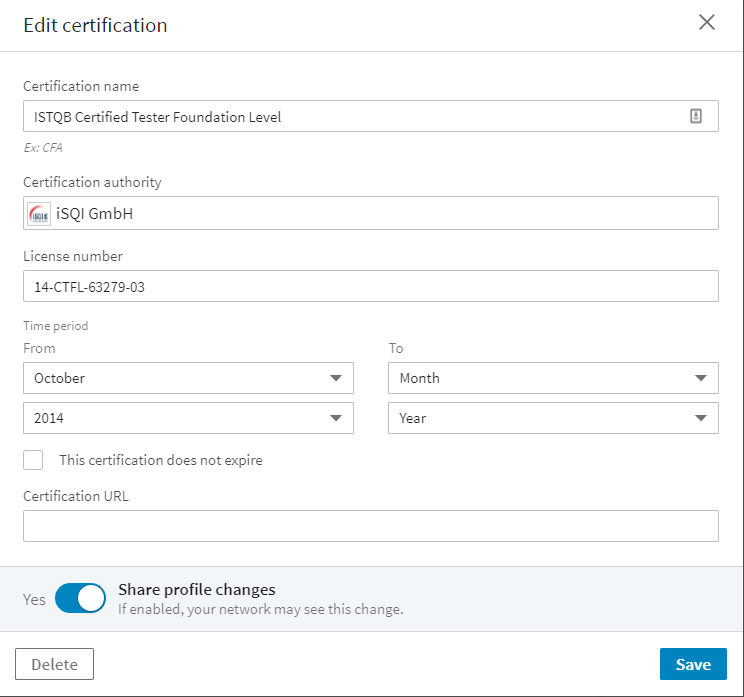 Edit certification
Certification name
ISTQB Certified Tester Foundation Level
Ex: CFA
Certification authority
iSQI GmbH
License number
14-CTFL-63279-03
Time period
From To
October Month
2014 Year
This certification does not expire
Certification URL
Yes Share profile changes
If enabled, your network may see this change.
Delete Save